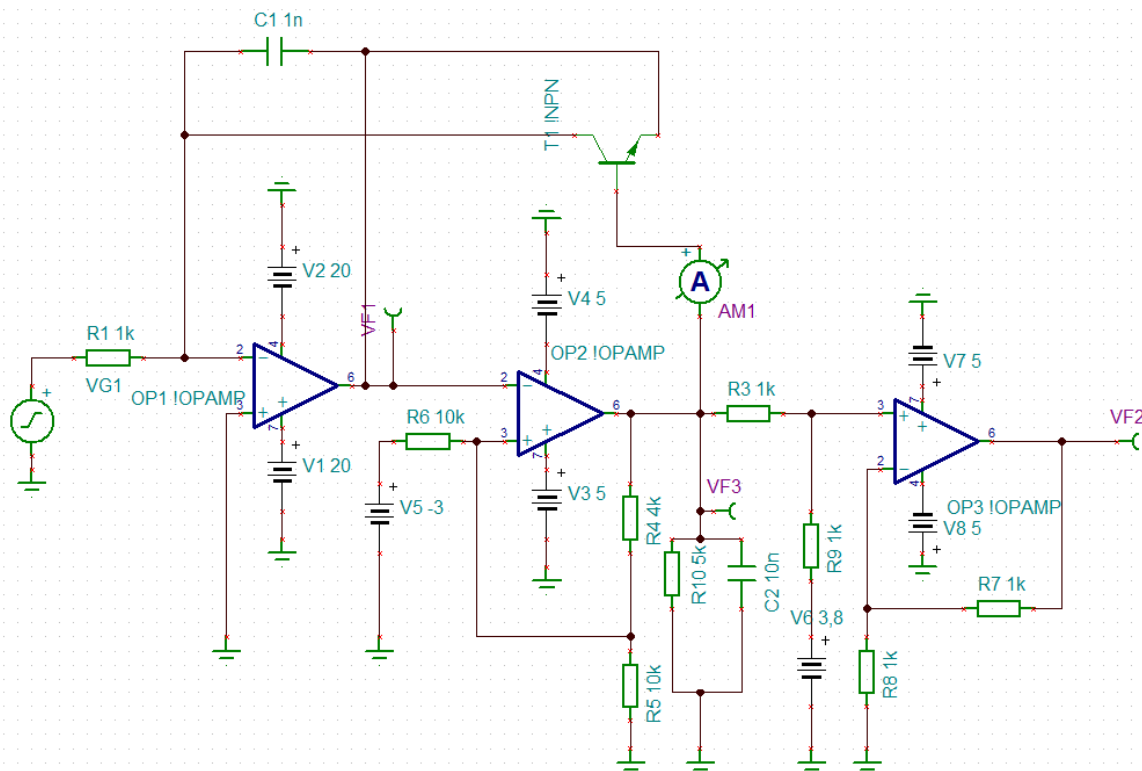 C1 1n
T1 !NPN
V2 20
V4 5
A
AM1
R1 1k
VG1
VF1
OP1 !OPAMP
OP2 !OPAMP
V7 5
2
3
4
7
6
+
R6 10k
2
3
4
7
6
R3 1k
3
2
7
4
6
VF2
V1 20
V5 -3
V3 5
R4 4k
VF3
R10 5k
C2 10n
R9 1k
OP3 !OPAMP
V8 5
V6 3,8
R7 1k
R5 10k
R8 1k